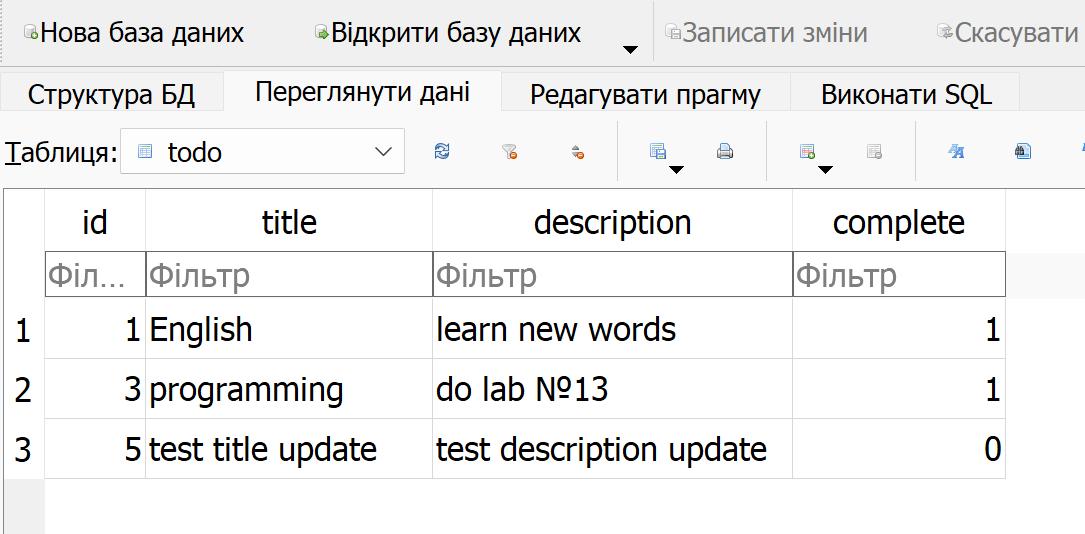 Нова база даних Відкрити базу даних Записати зміни Скасувати
Структура БД Переглянути дані Редагувати прагму Виконати SQL
Таблиця: todo
id title description complete
Філ... Фільтр Фільтр Фільтр
1 1 English learn new words 1
2 3 programming do lab №13 1
3 5 test title update test description update 0